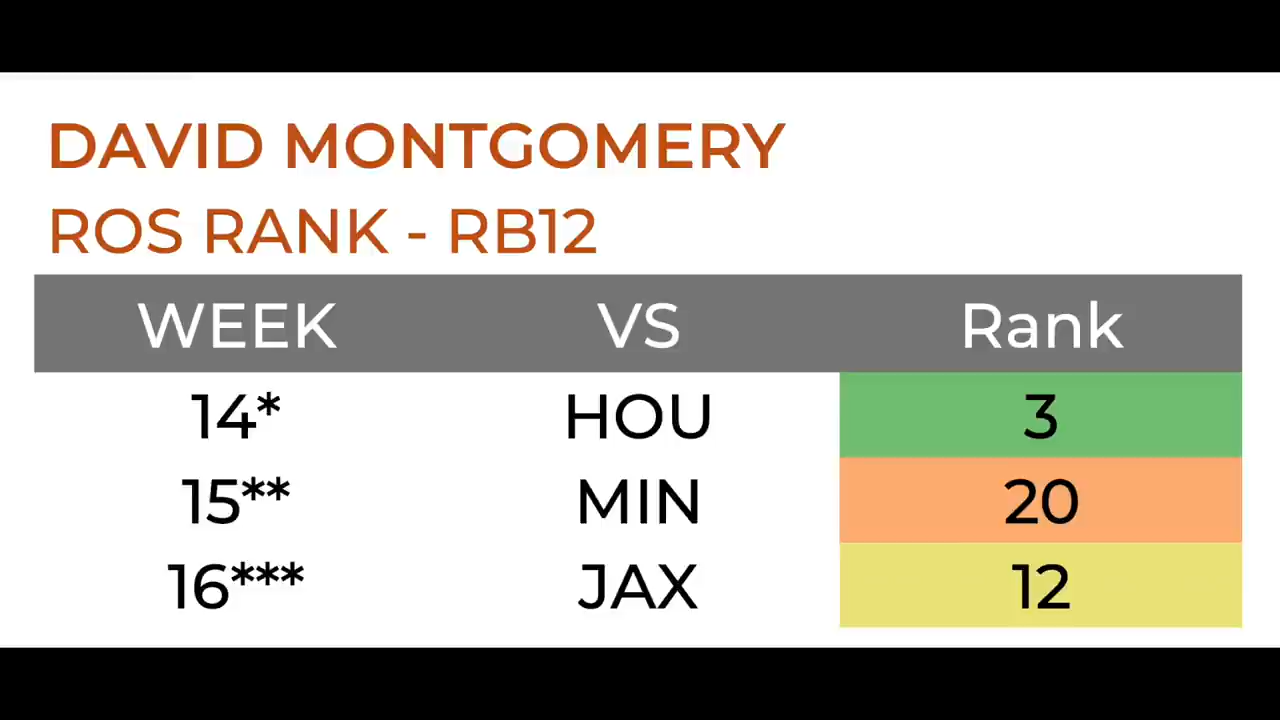 DAVID MONTGOMERY
ROS RANK - RB12
WEEK VS Rank
14* HOU 3
15** MIN 20
16*** JAX 12